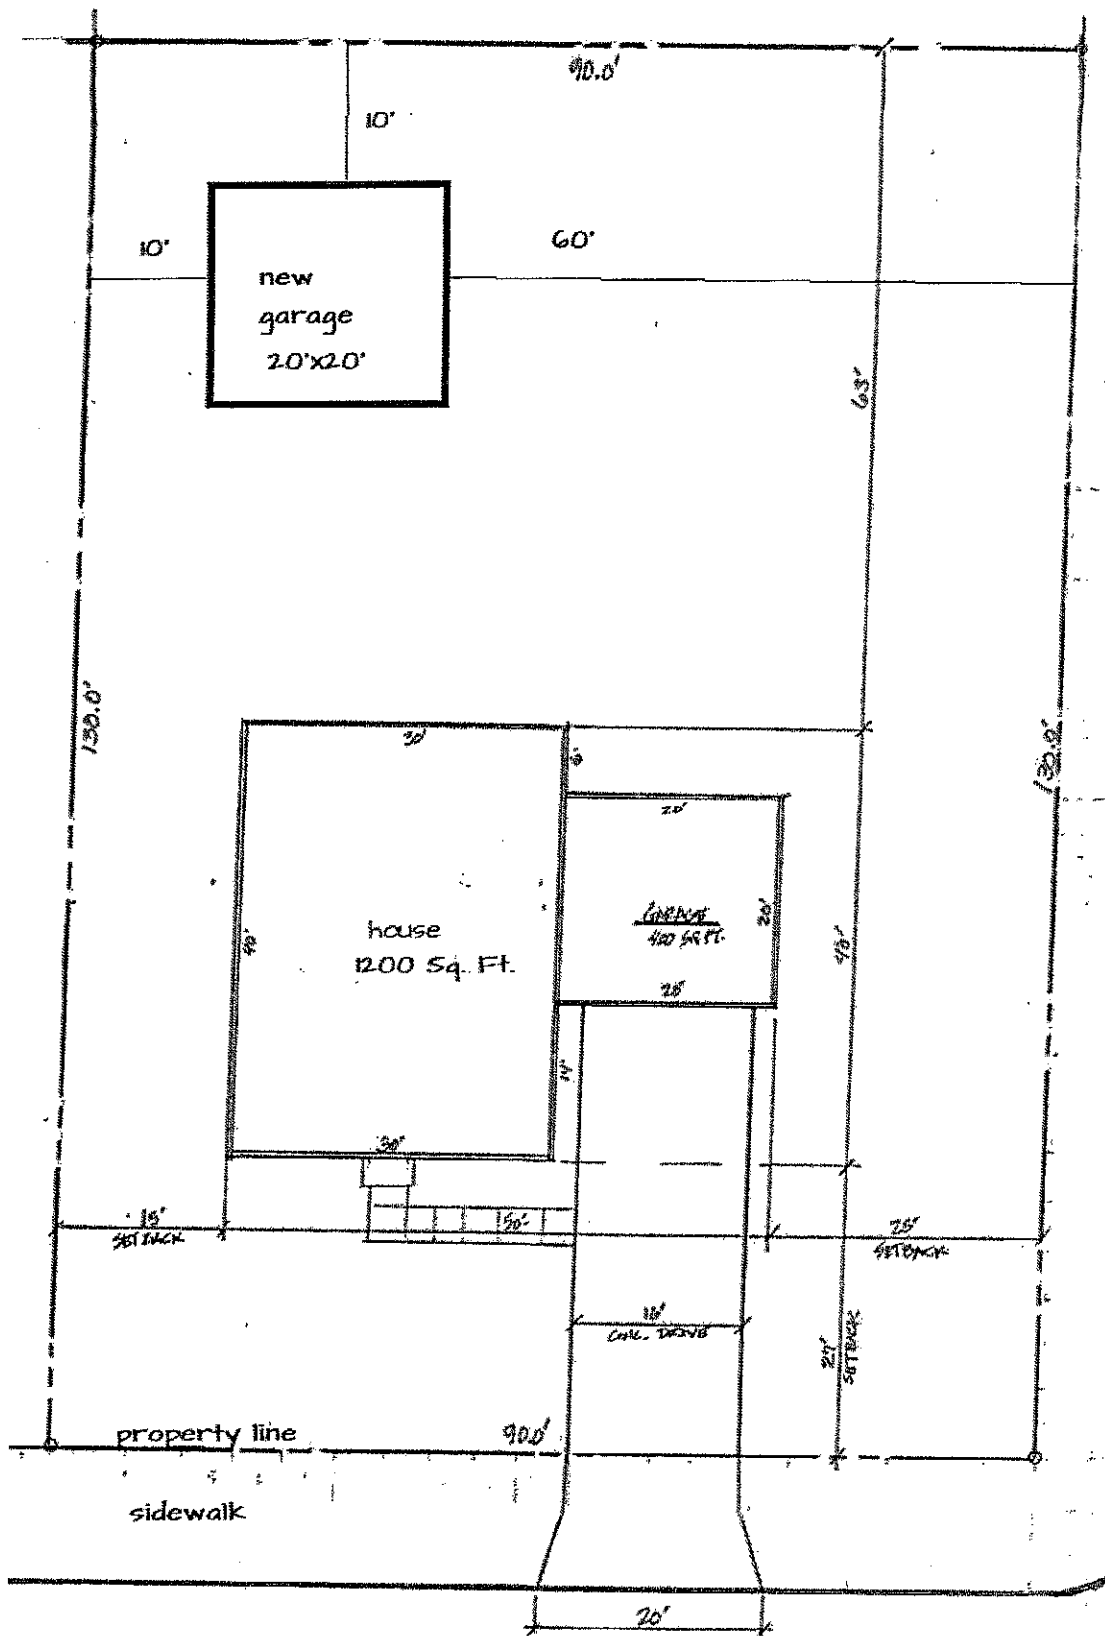 90.0'
10'
10'
60'
new
garage
20'x20'
63'
130.0'
130.0'
30'
6'
20'
house
1200 Sq. Ft.
40'
GARAGE
400 SQ.FT.
20'
20'
14'
30'
15'
SETBACK
50'
25'
SETBACK
16'
CONC. DRIVE
27'
SETBACK
property line
90.0'
sidewalk
20'